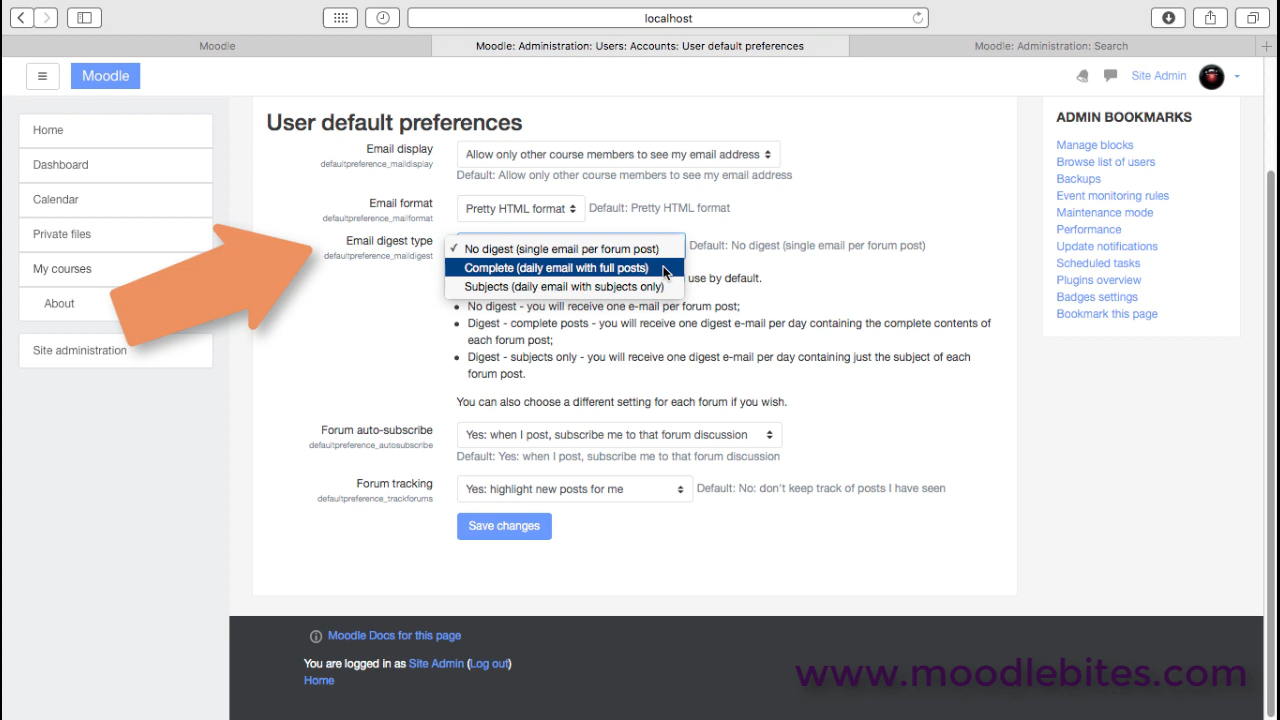 localhost
Moodle
Moodle: Administration: Users: Accounts: User default preferences
Moodle: Administration: Search
Moodle
Site Admin
Home
Dashboard
Calendar
Private files
My courses
About
Site administration
User default preferences
Email display
defaultpreference_maildisplay
Allow only other course members to see my email address
Default: Allow only other course members to see my email address
Email format
defaultpreference_mailformat
Pretty HTML format
Default: Pretty HTML format
Email digest type
defaultpreference_maildigest
✓ No digest (single email per forum post)
Complete (daily email with full posts)
Subjects (daily email with subjects only)
Default: No digest (single email per forum post)
use by default.
• No digest - you will receive one e-mail per forum post;
• Digest - complete posts - you will receive one digest e-mail per day containing the complete contents of
each forum post;
• Digest - subjects only - you will receive one digest e-mail per day containing just the subject of each
forum post.
You can also choose a different setting for each forum if you wish.
Forum auto-subscribe
defaultpreference_autosubscribe
Yes: when I post, subscribe me to that forum discussion
Default: Yes: when I post, subscribe me to that forum discussion
Forum tracking
defaultpreference_trackforums
Yes: highlight new posts for me
Default: No: don't keep track of posts I have seen
Save changes
ADMIN BOOKMARKS
Manage blocks
Browse list of users
Backups
Event monitoring rules
Maintenance mode
Performance
Update notifications
Scheduled tasks
Plugins overview
Badges settings
Bookmark this page
Moodle Docs for this page
You are logged in as Site Admin (Log out)
Home
www.moodlebites.com